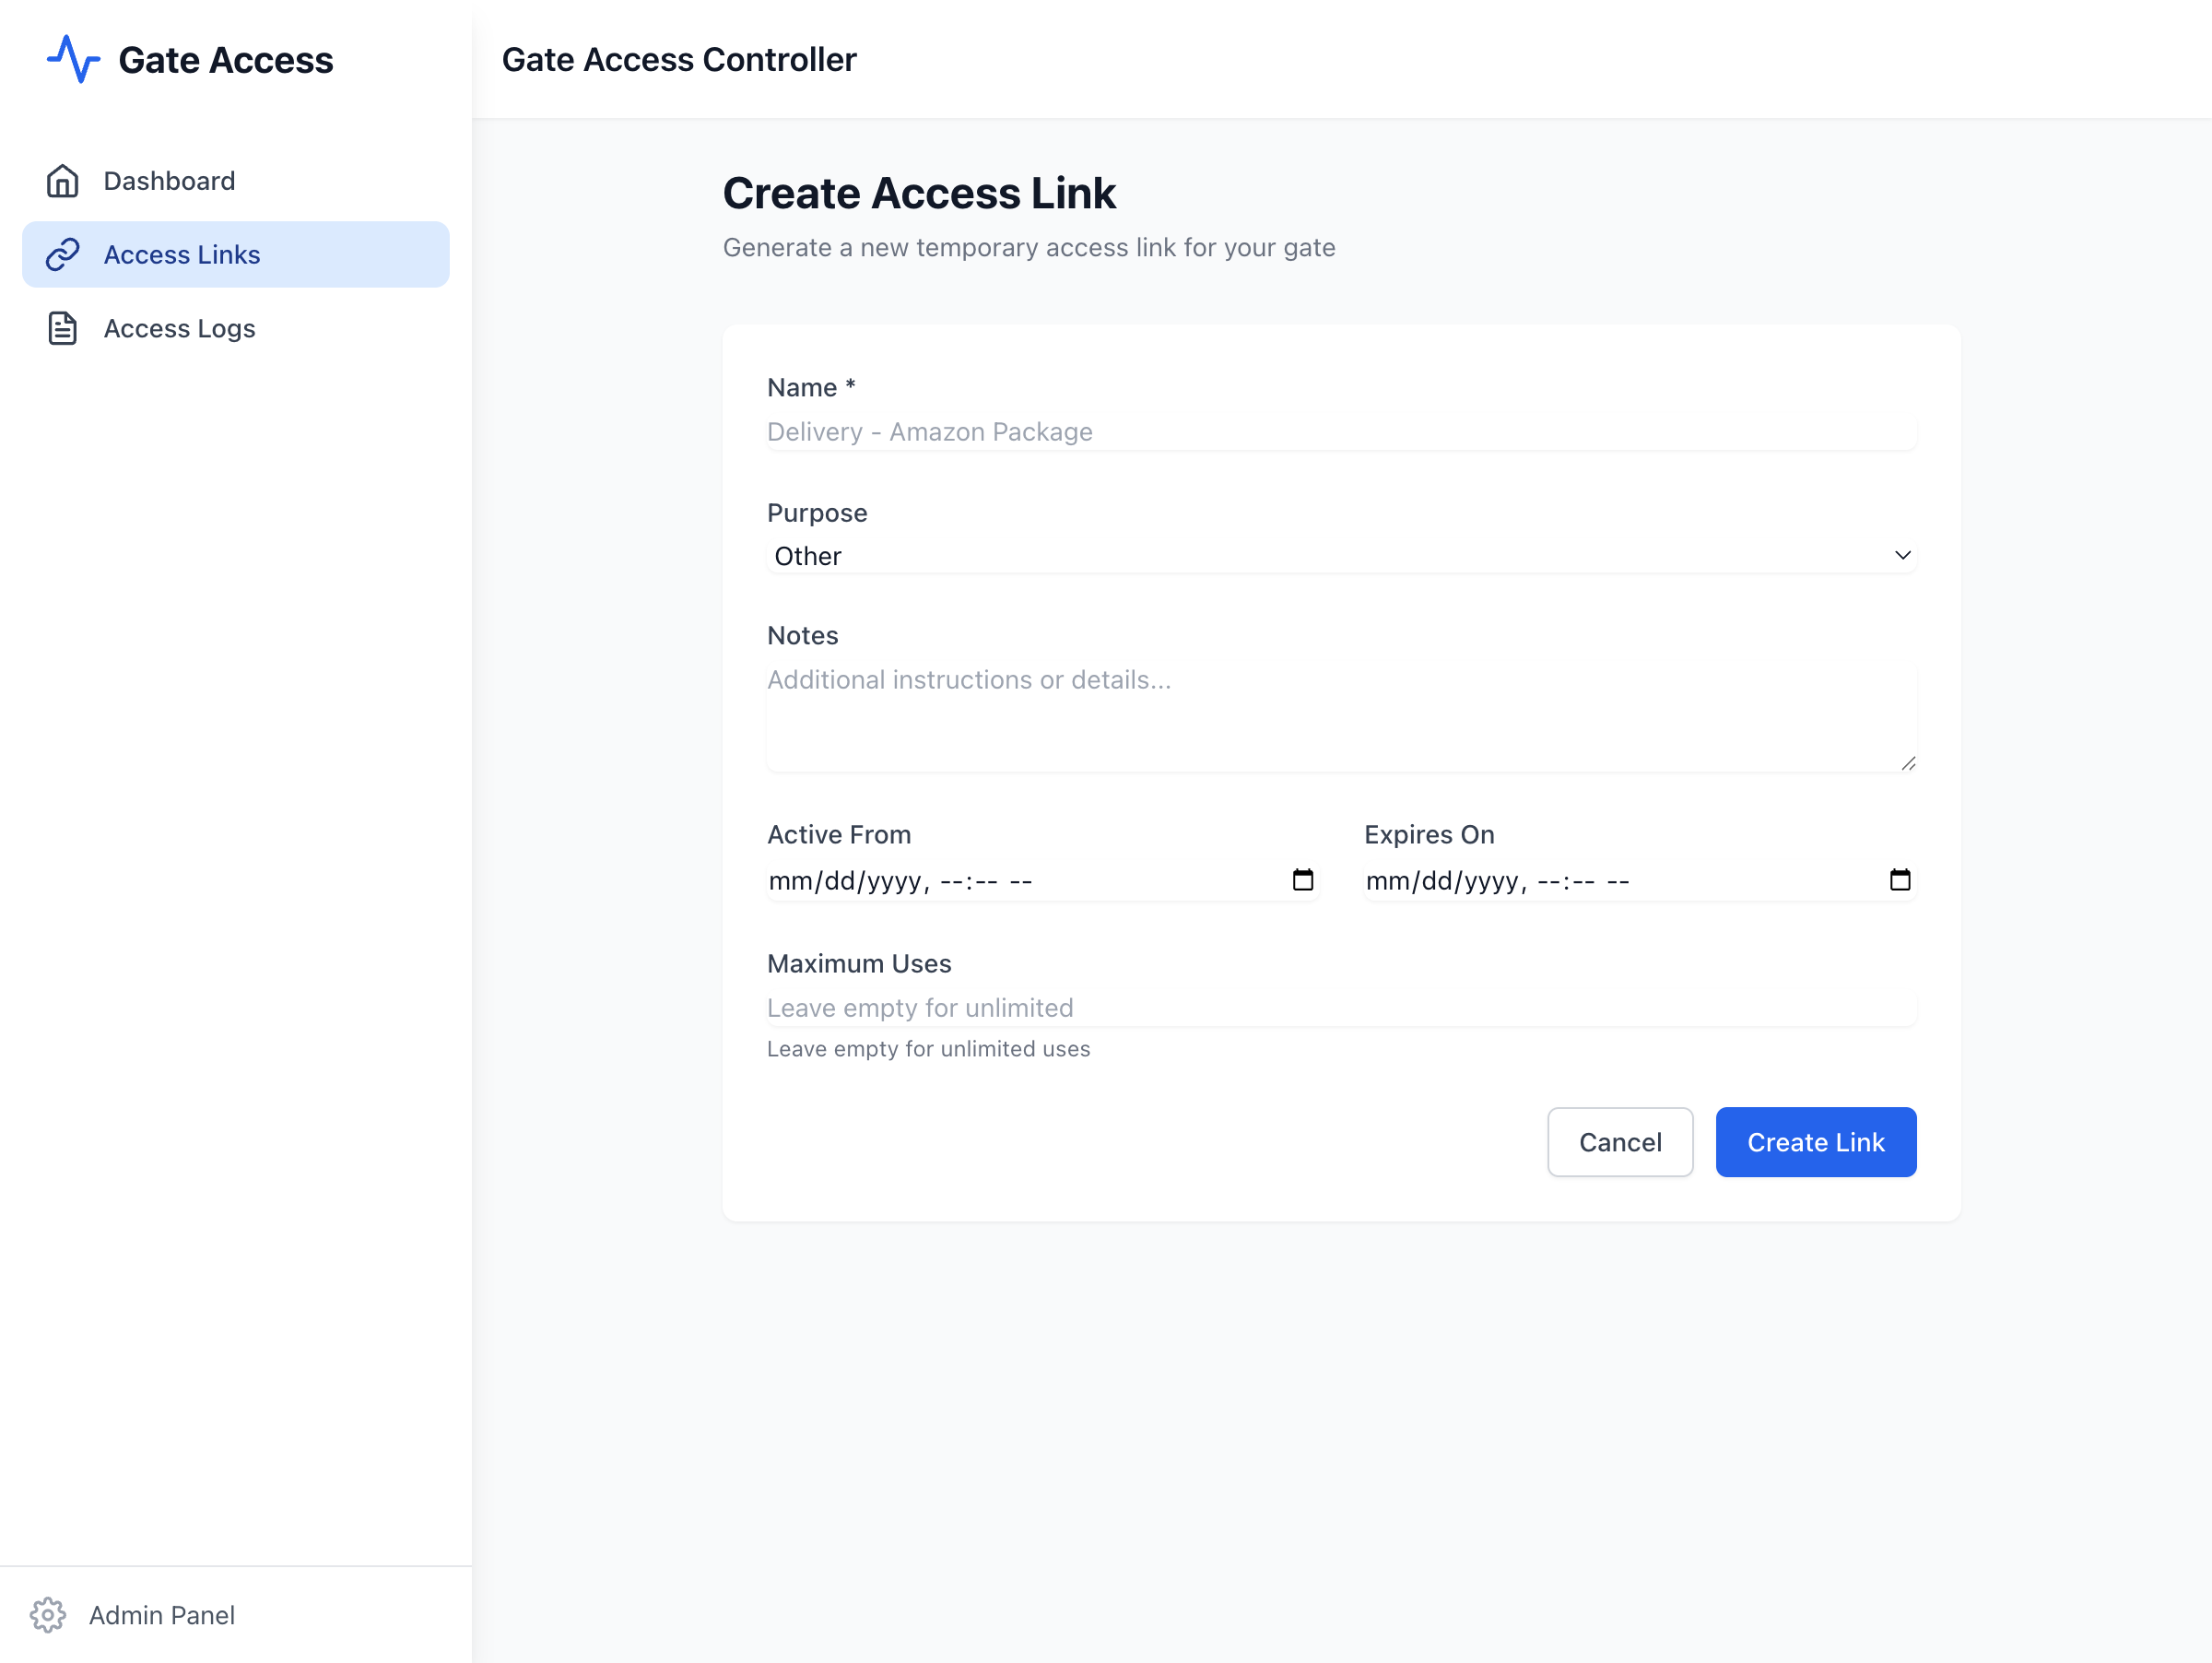 Gate Access
Dashboard
Access Links
Access Logs
Admin Panel
Gate Access Controller
Create Access Link
Generate a new temporary access link for your gate
Name *
Delivery - Amazon Package
Purpose
Other
Notes
Additional instructions or details...
Active From
mm/dd/yyyy, --:-- --
Expires On
mm/dd/yyyy, --:-- --
Maximum Uses
Leave empty for unlimited
Leave empty for unlimited uses
Cancel
Create Link